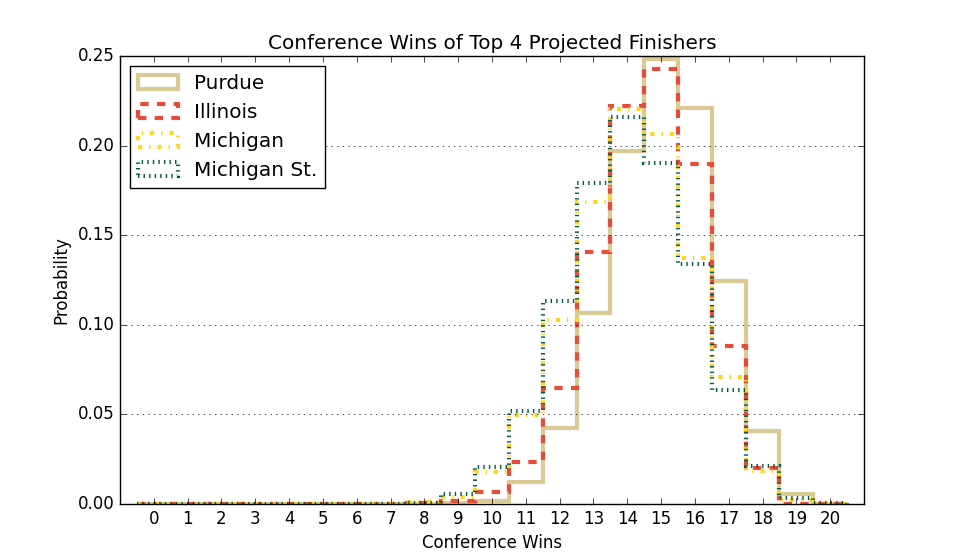 Conference Wins of Top 4 Projected Finishers
0.25
0.20
0.15
0.10
0.05
0.00
Probability
Purdue
Illinois
Michigan
Michigan St.
0 1 2 3 4 5 6 7 8 9 10 11 12 13 14 15 16 17 18 19 20
Conference Wins